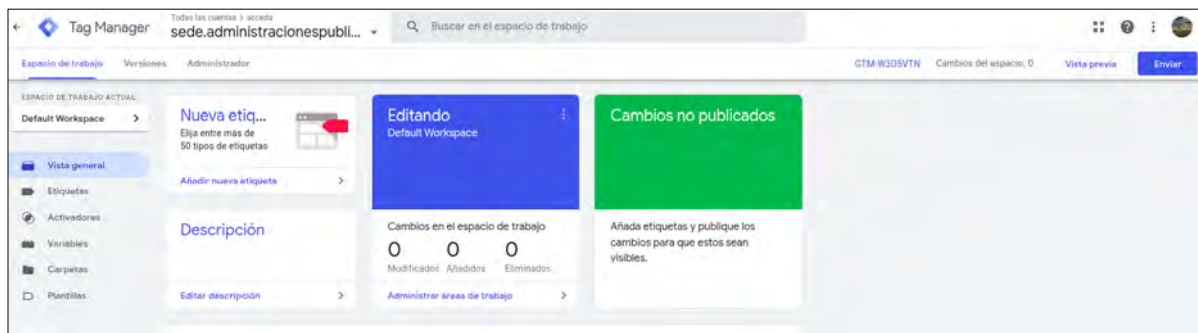 Tag Manager
Todas las cuentas > acceda
sede.administracionespubli...
Buscar en el espacio de trabajo
Espacio de trabajo Versiones Administrador
GTM-W3D5VTN Cambios del espacio: 0 Vista previa Enviar
ESPACIO DE TRABAJO ACTUAL
Default Workspace >
Vista general
Etiquetas
Activadores
Variables
Carpetas
Plantillas
Nueva etiq...
Elija entre más de
50 tipos de etiquetas
Añadir nueva etiqueta >
Descripción
Editar descripción >
Editando
Default Workspace
Cambios en el espacio de trabajo
0 0 0
Modificados Añadidos Eliminados
Administrar áreas de trabajo >
Cambios no publicados
Añada etiquetas y publique los
cambios para que estos sean
visibles.